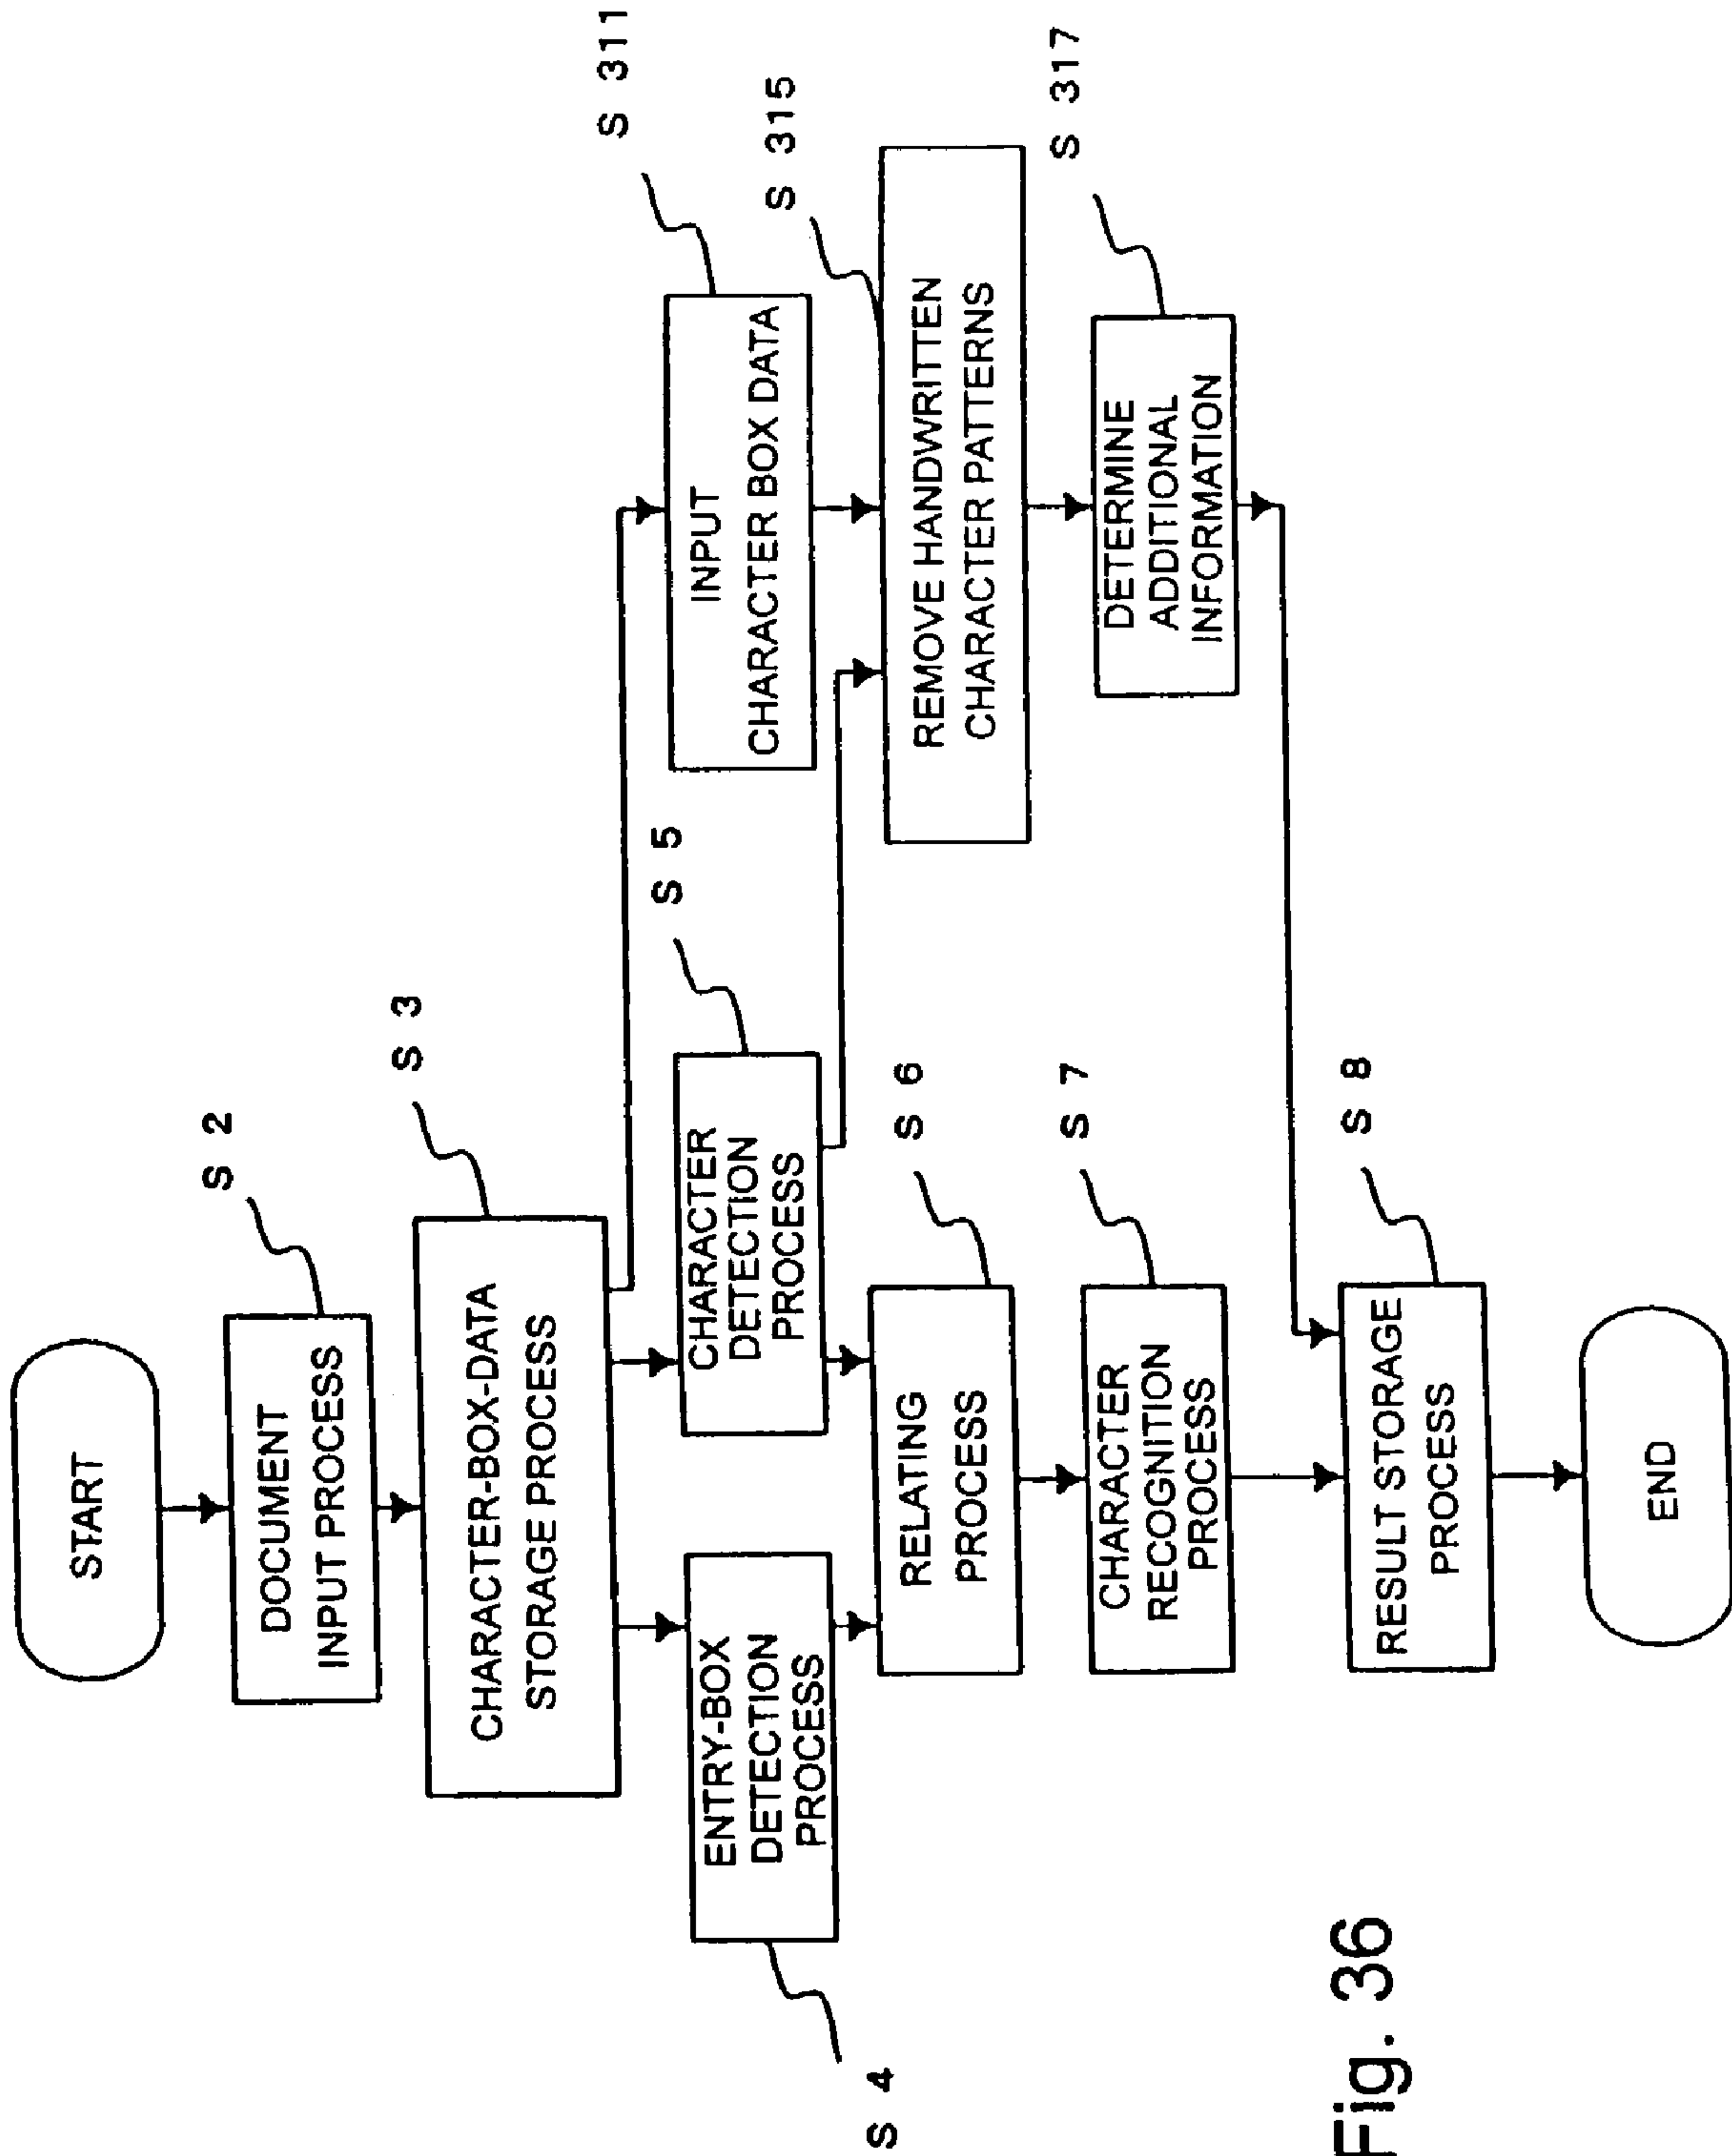 START
S 2
DOCUMENT
INPUT PROCESS
S 3
CHARACTER-BOX-DATA
STORAGE PROCESS
S 4
ENTRY-BOX
DETECTION
PROCESS
S 5
CHARACTER
DETECTION
PROCESS
S 311
INPUT
CHARACTER BOX DATA
S 6
RELATING
PROCESS
S 315
REMOVE HANDWRITTEN
CHARACTER PATTERNS
S 7
CHARACTER
RECOGNITION
PROCESS
S 317
DETERMINE
ADDITIONAL
INFORMATION
S 8
RESULT STORAGE
PROCESS
END
Fig. 36